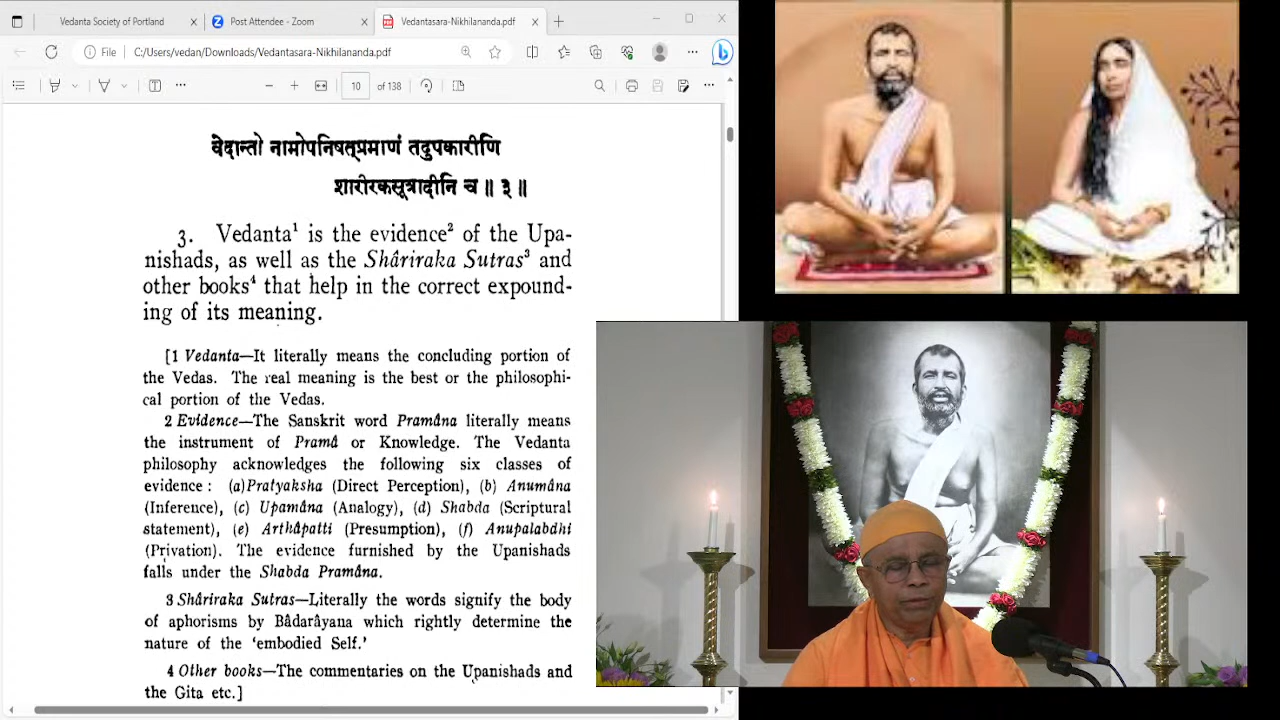 Vedanta Society of Portland
Post Attendee - Zoom
Vedantasara-Nikhilananda.pdf
File
C:/Users/vedan/Downloads/Vedantasara-Nikhilananda.pdf
10 of 138
वेदान्तो नामोपनिषत्प्रमाणं तदुपकारीणि
शारीरकसूत्रादीनि च ॥ ३ ॥
3. Vedanta¹ is the evidence² of the Upa-
nishads, as well as the Shâriraka Sutras³ and
other books⁴ that help in the correct expound-
ing of its meaning.
[1 Vedanta—It literally means the concluding portion of
the Vedas. The real meaning is the best or the philosophi-
cal portion of the Vedas.
2 Evidence—The Sanskrit word Pramâna literally means
the instrument of Pramâ or Knowledge. The Vedanta
philosophy acknowledges the following six classes of
evidence : (a) Pratyaksha (Direct Perception), (b) Anumâna
(Inference), (c) Upamâna (Analogy), (d) Shabda (Scriptural
statement), (e) Arthâpatti (Presumption), (f) Anupalabdhi
(Privation). The evidence furnished by the Upanishads
falls under the Shabda Pramâna.
3 Shâriraka Sutras—Literally the words signify the body
of aphorisms by Bâdarâyana which rightly determine the
nature of the 'embodied Self.'
4 Other books—The commentaries on the Upanishads and
the Gita etc.]